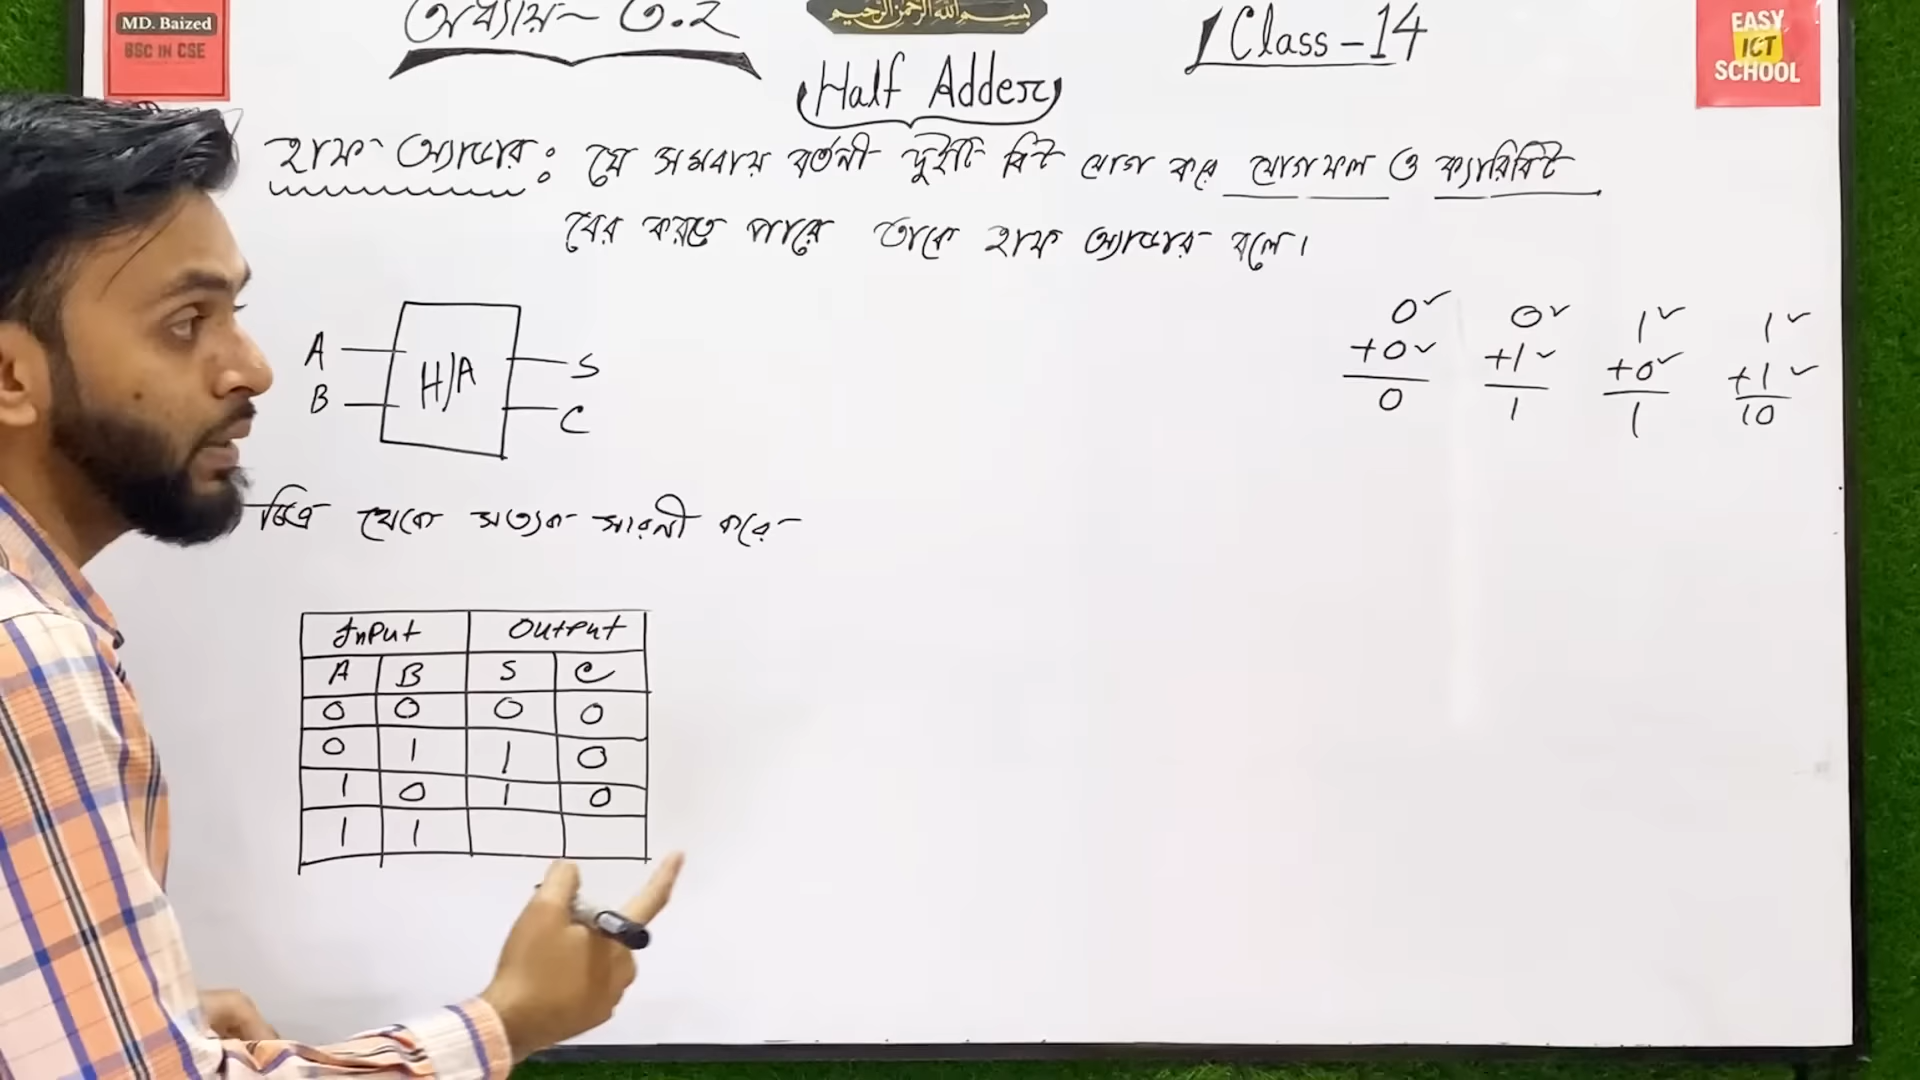 MD. Baized
BSC IN CSE
অধ্যায়- ৩.২
بسم الله الرحمن الرحيم
Class-14
EASY
ICT
SCHOOL
Half Adder
হাফ অ্যাডার: যে সমবায় বর্তনী দুইটি বিট যোগ করে যোগফল ও ক্যারিবিট
বের করতে পারে তাকে হাফ অ্যাডার বলে।
A H/A S
B C
0 0 1 1
+0 +1 +0 +1
0 1 1 10
চিত্র থেকে সত্যক সারনী করে-
Input Output
A B S C
0 0 0 0
0 1 1 0
1 0 1 0
1 1